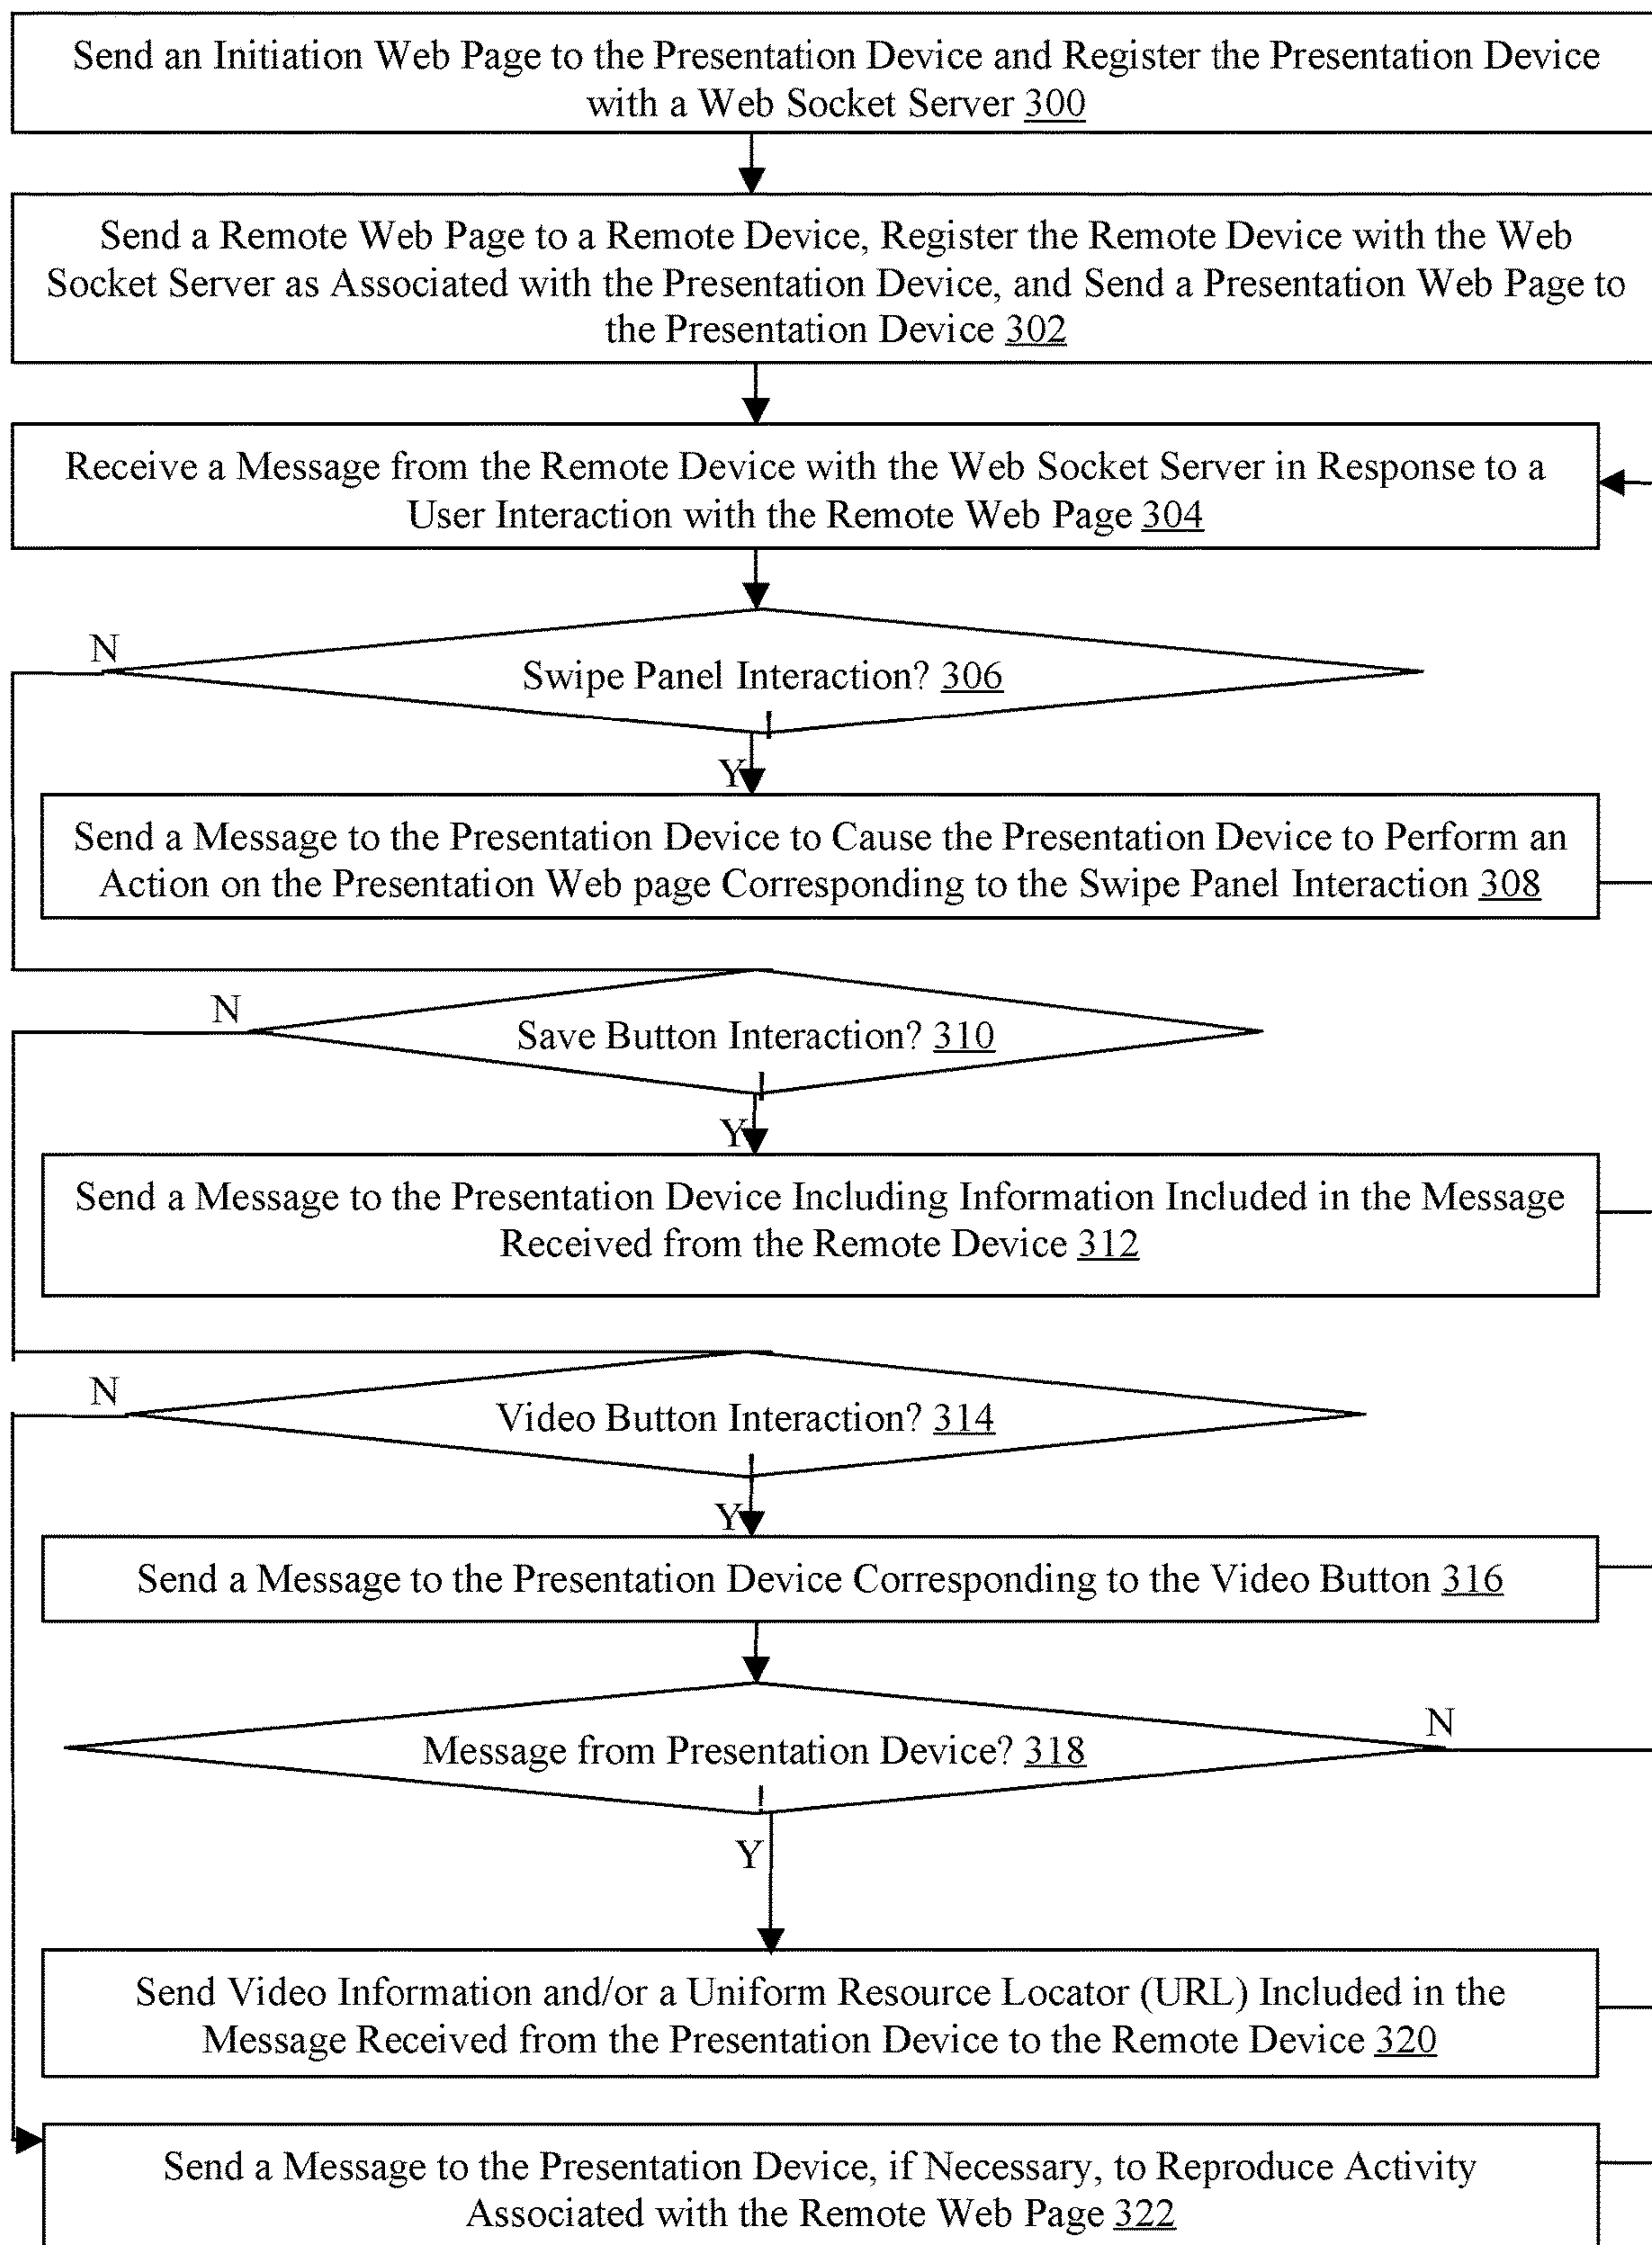 Send an Initiation Web Page to the Presentation Device and Register the Presentation Device
with a Web Socket Server 300
Send a Remote Web Page to a Remote Device, Register the Remote Device with the Web
Socket Server as Associated with the Presentation Device, and Send a Presentation Web Page to
the Presentation Device 302
Receive a Message from the Remote Device with the Web Socket Server in Response to a
User Interaction with the Remote Web Page 304
N
Swipe Panel Interaction? 306
Y
Send a Message to the Presentation Device to Cause the Presentation Device to Perform an
Action on the Presentation Web page Corresponding to the Swipe Panel Interaction 308
N
Save Button Interaction? 310
Y
Send a Message to the Presentation Device Including Information Included in the Message
Received from the Remote Device 312
N
Video Button Interaction? 314
Y
Send a Message to the Presentation Device Corresponding to the Video Button 316
N
Message from Presentation Device? 318
Y
Send Video Information and/or a Uniform Resource Locator (URL) Included in the
Message Received from the Presentation Device to the Remote Device 320
Send a Message to the Presentation Device, if Necessary, to Reproduce Activity
Associated with the Remote Web Page 322